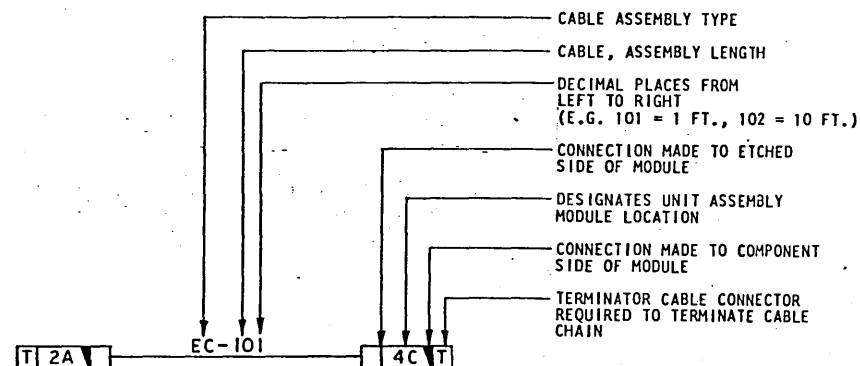 CABLE ASSEMBLY TYPE
CABLE, ASSEMBLY LENGTH
DECIMAL PLACES FROM
LEFT TO RIGHT
(E.G. 101 = 1 FT., 102 = 10 FT.)
CONNECTION MADE TO ETCHED
SIDE OF MODULE
DESIGNATES UNIT ASSEMBLY
MODULE LOCATION
CONNECTION MADE TO COMPONENT
SIDE OF MODULE
TERMINATOR CABLE CONNECTOR
REQUIRED TO TERMINATE CABLE
CHAIN
EC-101
T 2A
4C T